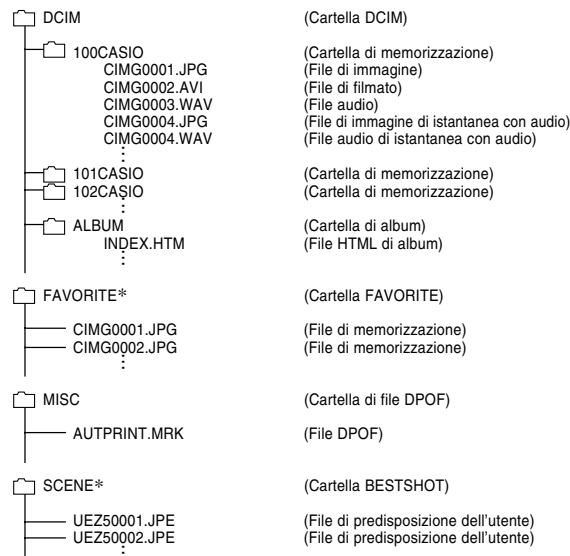 DCIM (Cartella DCIM)
100CASIO (Cartella di memorizzazione)
CIMG0001.JPG (File di immagine)
CIMG0002.AVI (File di filmato)
CIMG0003.WAV (File audio)
CIMG0004.JPG (File di immagine di istantanea con audio)
CIMG0004.WAV (File audio di istantanea con audio)
101CASIO (Cartella di memorizzazione)
102CASIO (Cartella di memorizzazione)
ALBUM (Cartella di album)
INDEX.HTM (File HTML di album)
FAVORITE* (Cartella FAVORITE)
CIMG0001.JPG (File di memorizzazione)
CIMG0002.JPG (File di memorizzazione)
MISC (Cartella di file DPOF)
AUTPRINT.MRK (File DPOF)
SCENE* (Cartella BESTSHOT)
UEZ50001.JPE (File di predisposizione dell'utente)
UEZ50002.JPE (File di predisposizione dell'utente)